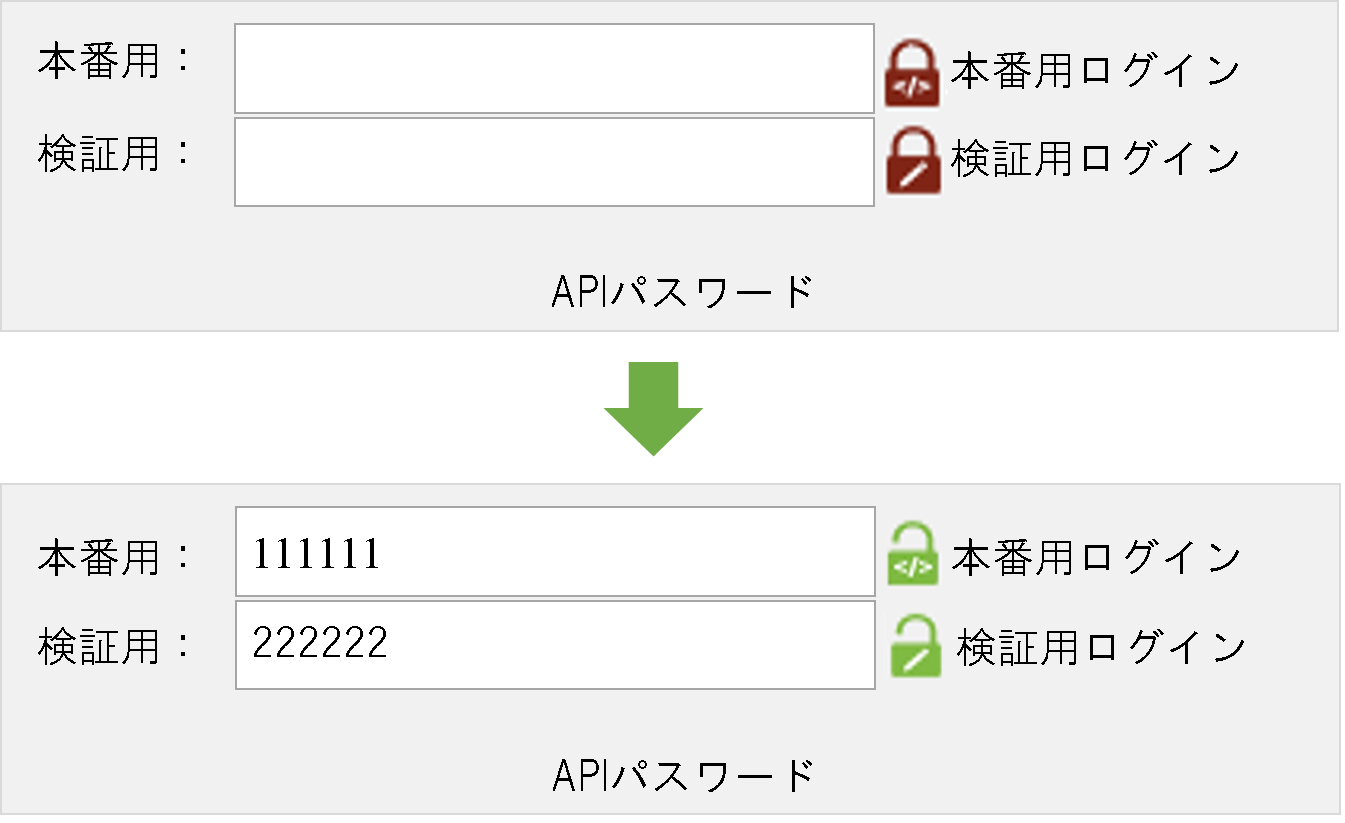 本番用： 本番用ログイン
検証用： 検証用ログイン
APIパスワード
本番用： 111111 本番用ログイン
検証用： 222222 検証用ログイン
APIパスワード